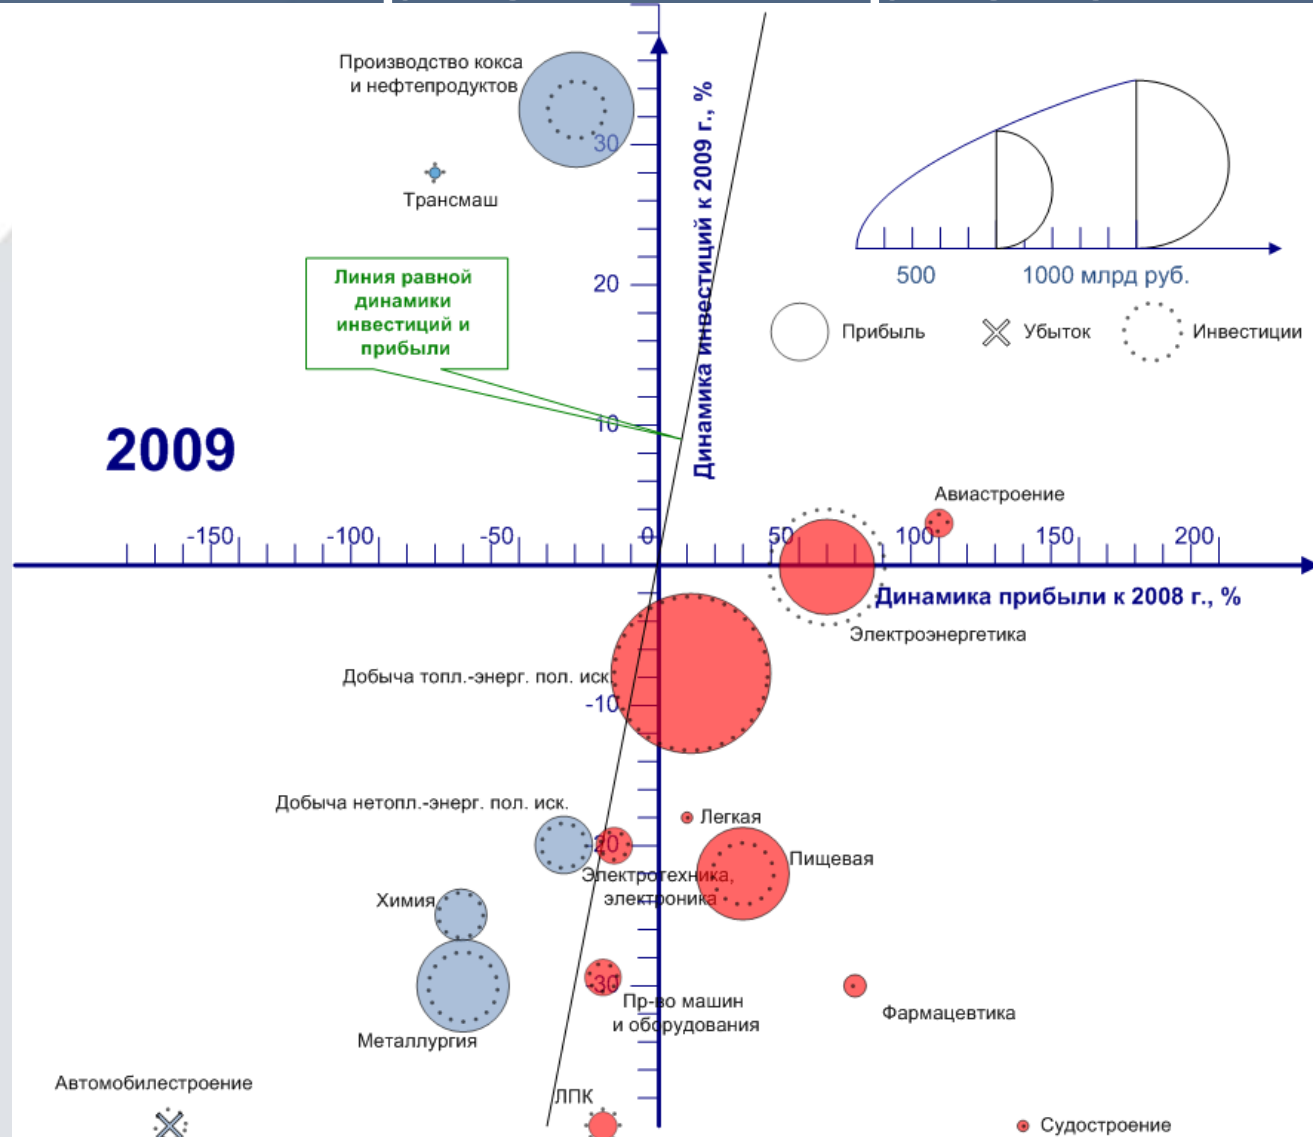 Производство кокса
и нефтепродуктов
30
Трансмаш
Динамика инвестиций к 2009 г., %
500
1000 млрд руб.
Прибыль
Убыток
Инвестиции
Линия равной
динамики
инвестиций и
прибыли
20
10
2009
Авиастроение
-150
-100
-50
0
50
100
150
200
Динамика прибыли к 2008 г., %
Электроэнергетика
Добыча топл.-энерг. пол. иск.
-10
Добыча нетопл.-энерг. пол. иск.
Легкая
20
Пищевая
Электротехника,
электроника
Химия
30
Пр-во машин
и оборудования
Фармацевтика
Металлургия
Автомобилестроение
ЛПК
Судостроение